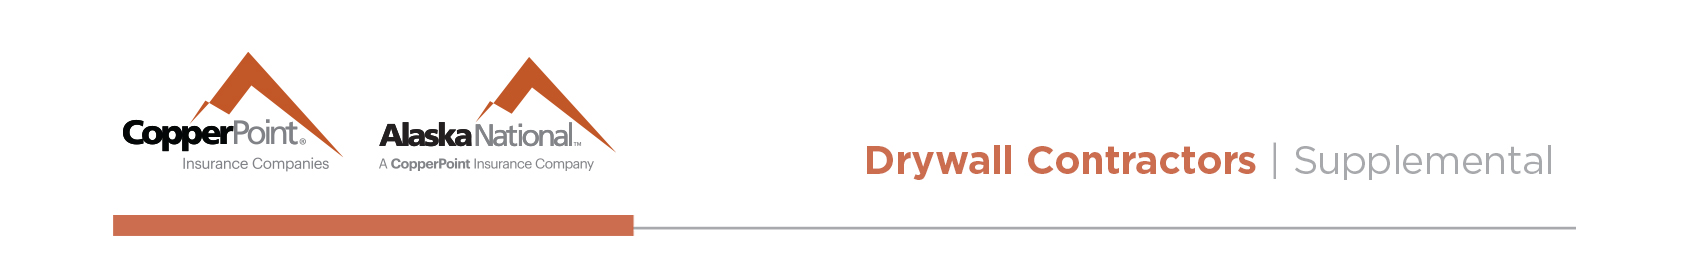 CopperPoint®
Insurance Companies
AlaskaNational™
A CopperPoint Insurance Company
Drywall Contractors | Supplemental